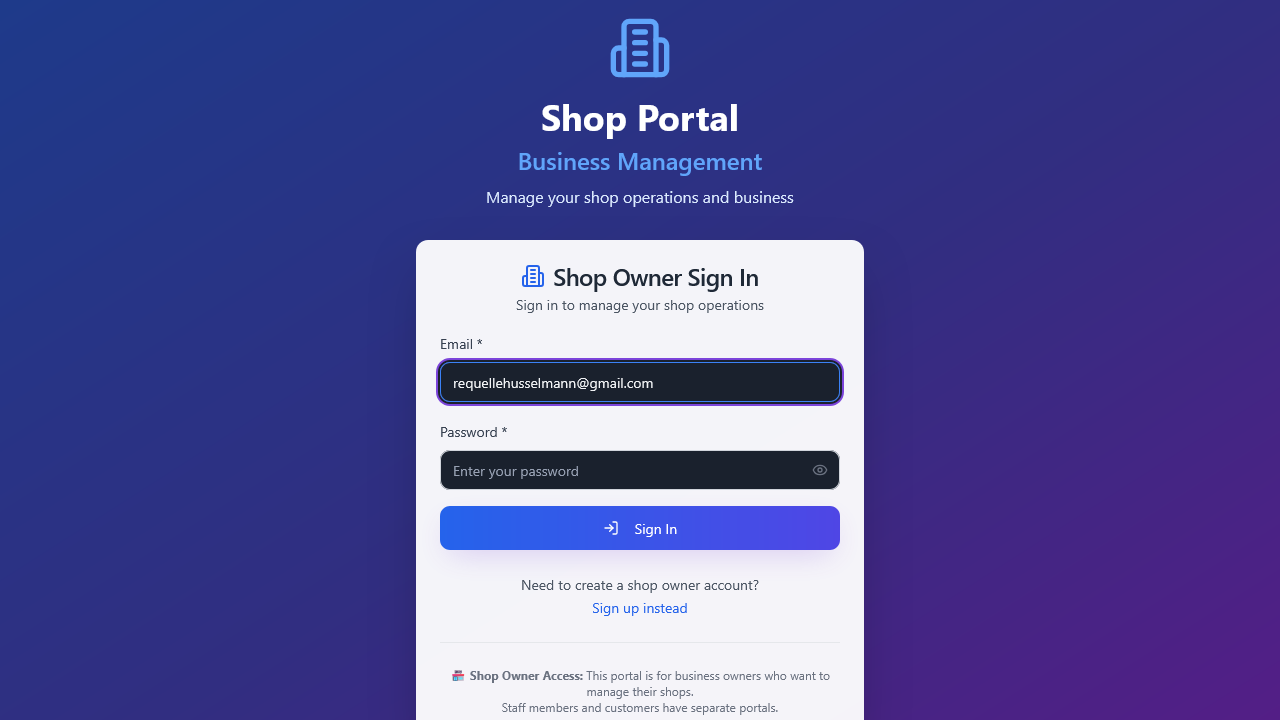 Shop Portal
Business Management
Manage your shop operations and business
Shop Owner Sign In
Sign in to manage your shop operations
Email *
requellehusselmann@gmail.com
Password *
Enter your password
Sign In
Need to create a shop owner account?
Sign up instead
Shop Owner Access: This portal is for business owners who want to
manage their shops.
Staff members and customers have separate portals.